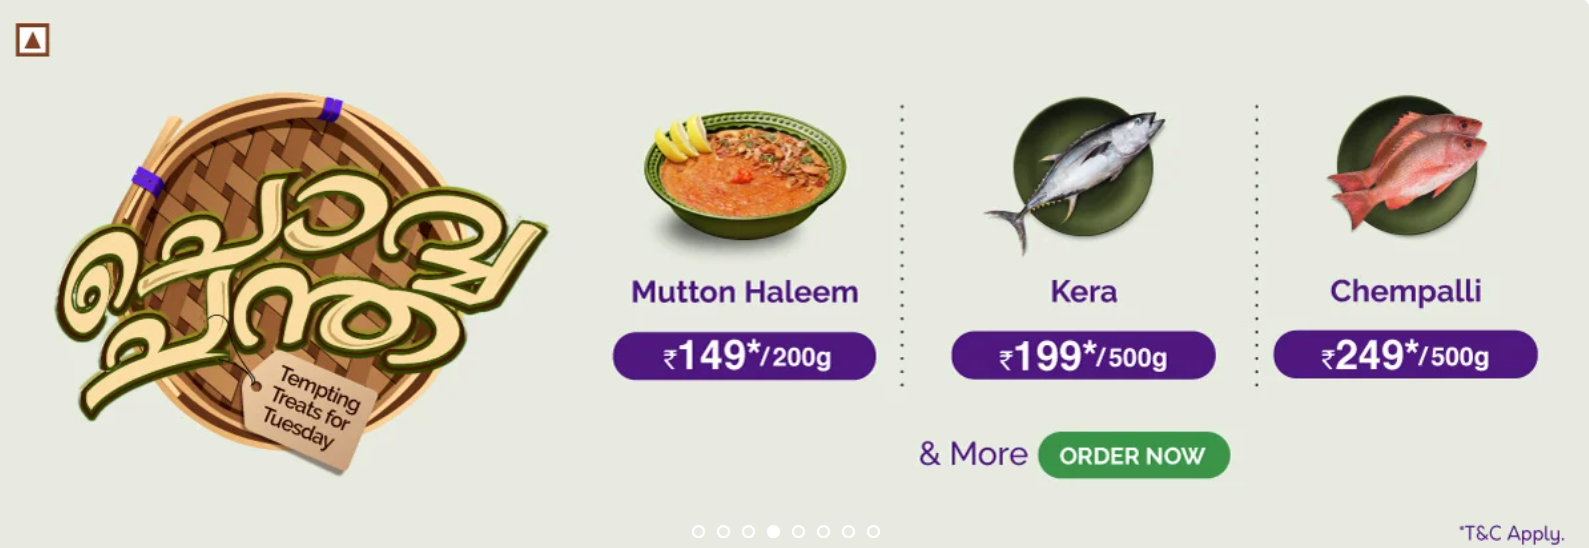 ചൊവ്വ
ചന്ത
Tempting
Treats for
Tuesday
Mutton Haleem
₹149*/200g
Kera
₹199*/500g
Chempalli
₹249*/500g
& More ORDER NOW
*T&C Apply.